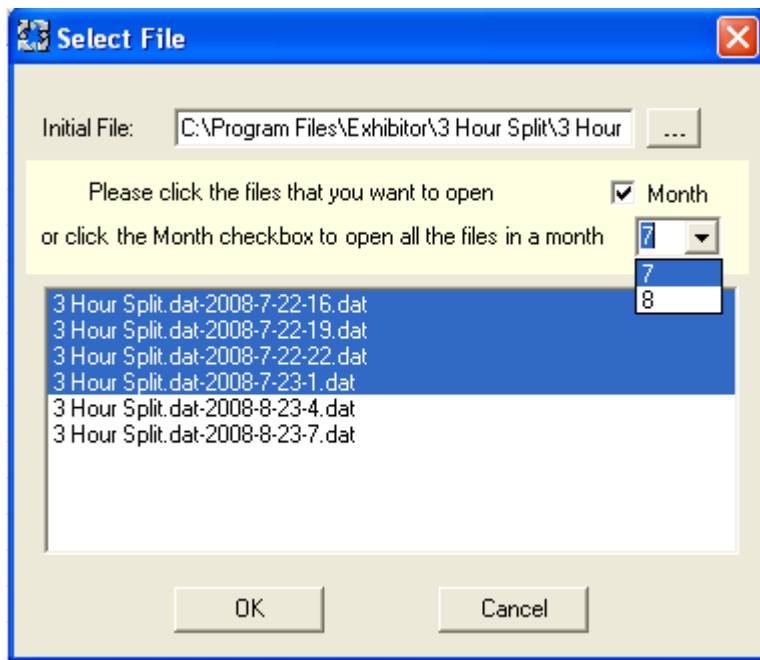 Select File
Initial File: C:\Program Files\Exhibitor\3 Hour Split\3 Hour ...
Please click the files that you want to open Month
or click the Month checkbox to open all the files in a month 7
7
8
3 Hour Split.dat-2008-7-22-16.dat
3 Hour Split.dat-2008-7-22-19.dat
3 Hour Split.dat-2008-7-22-22.dat
3 Hour Split.dat-2008-7-23-1.dat
3 Hour Split.dat-2008-8-23-4.dat
3 Hour Split.dat-2008-8-23-7.dat
OK Cancel